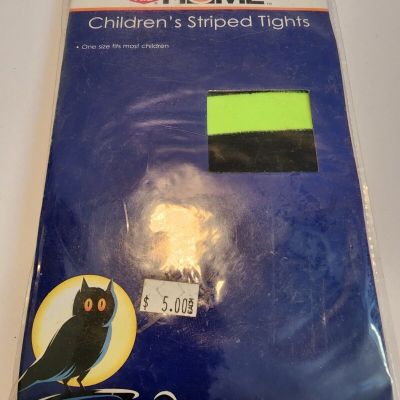 HOME
Children's Striped Tights
• One size fits most children
$ 5.00